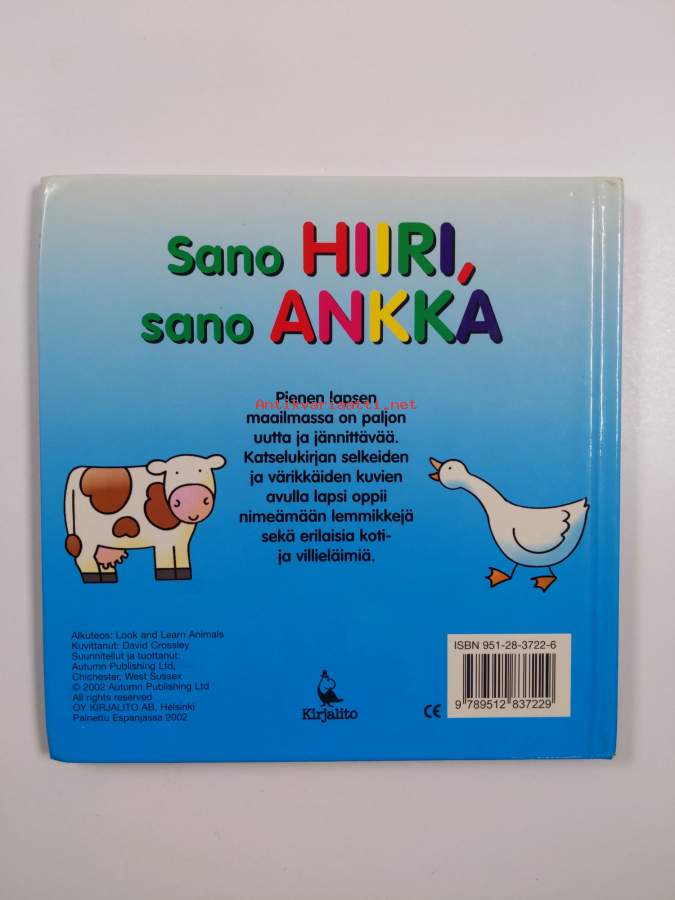 Sano HIIRI,
sano ANKKA
Pienen lapsen
Antikvariaatti.net
maailmassa on paljon
uutta ja jännittävää.
Katselukirjan selkeiden
ja värikkäiden kuvien
avulla lapsi oppii
nimeämään lemmikkejä
sekä erilaisia koti-
ja villieläimiä.
Alkuteos: Look and Learn Animals
Kuvittanut: David Crossley
Suunnitellut ja tuottanut:
Autumn Publishing Ltd,
Chichester, West Sussex
© 2002 Autumn Publishing Ltd
All rights reserved
OY KIRJALITO AB, Helsinki
Painettu Espanjassa 2002
Kirjalito
CE
ISBN 951-28-3722-6
9 789512 837229